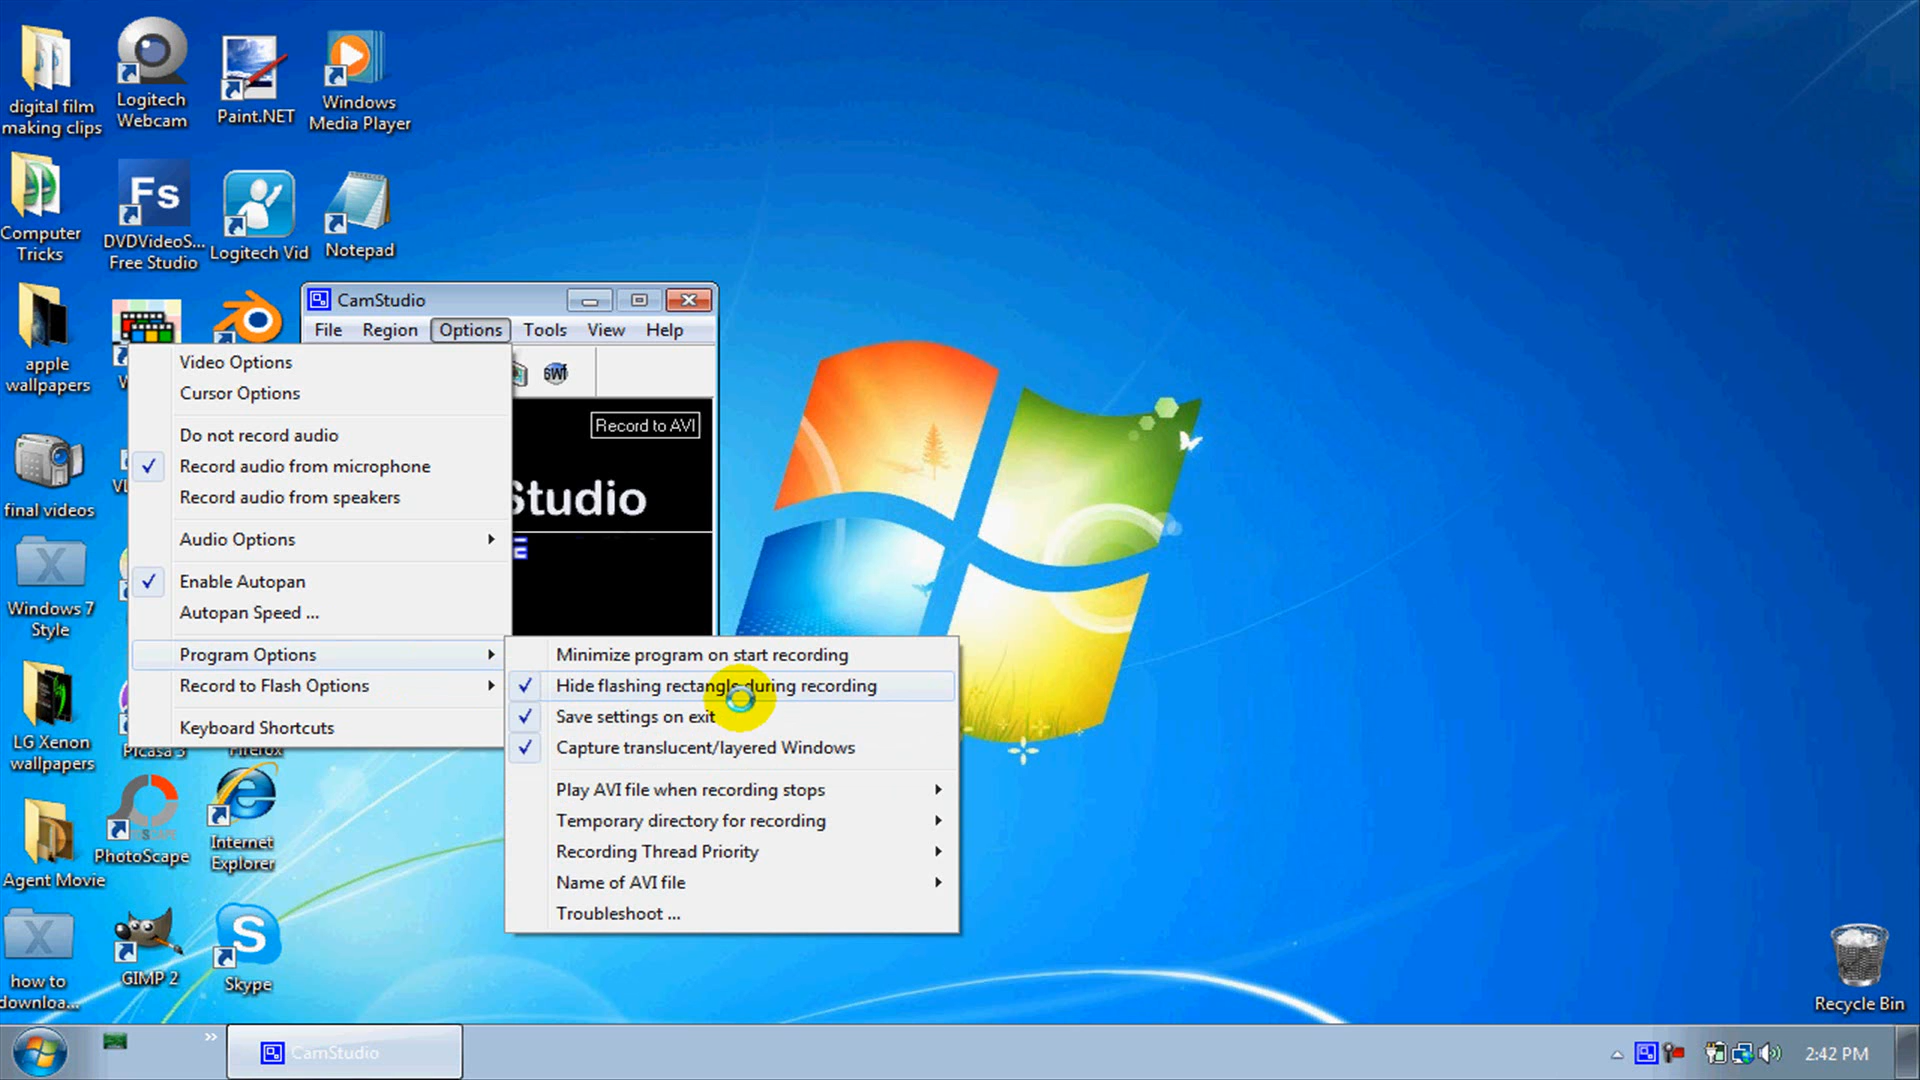 digital film
making clips
Logitech
Webcam
Paint.NET
Windows
Media Player
Computer
Tricks
Fs
DVDVideoS...
Free Studio
Logitech Vid
Notepad
apple
wallpapers
CamStudio
File Region Options Tools View Help
SWf
Record to AVI
Studio
Video Options
Cursor Options
Do not record audio
Record audio from microphone
Record audio from speakers
Audio Options
Enable Autopan
Autopan Speed ...
Program Options
Record to Flash Options
Keyboard Shortcuts
Minimize program on start recording
Hide flashing rectangle during recording
Save settings on exit
Capture translucent/layered Windows
Play AVI file when recording stops
Temporary directory for recording
Recording Thread Priority
Name of AVI file
Troubleshoot ...
final videos
Windows 7
Style
LG Xenon
wallpapers
Picasa 3
Firefox
PhotoScape
Internet
Explorer
Agent Movie
how to
downloa...
GIMP 2
S
Skype
Recycle Bin
CamStudio
2:42 PM